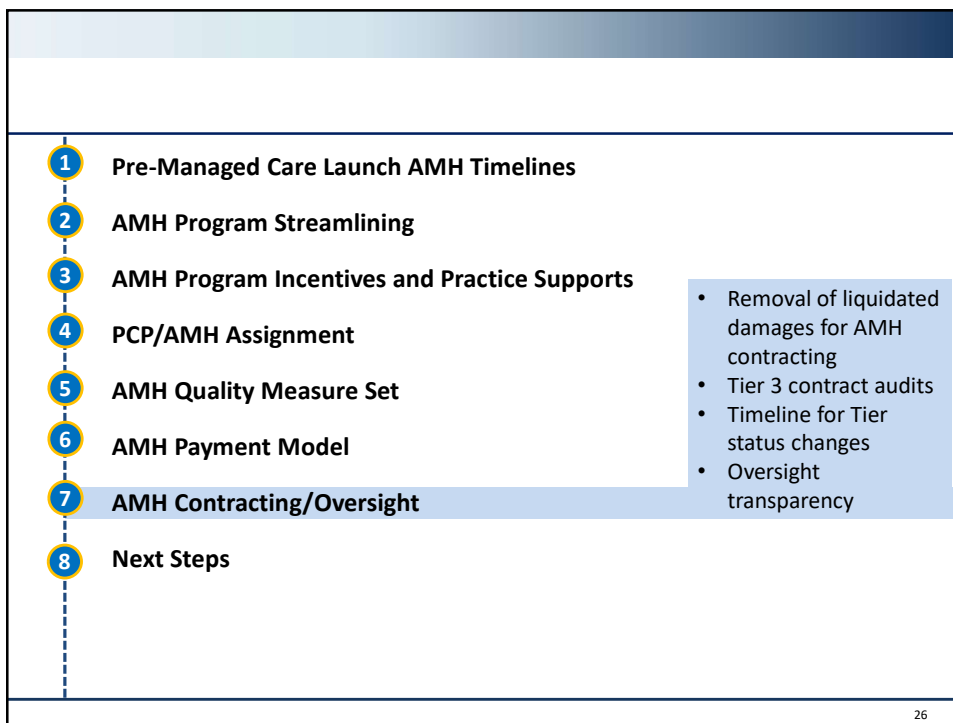 1 Pre-Managed Care Launch AMH Timelines
2 AMH Program Streamlining
3 AMH Program Incentives and Practice Supports
4 PCP/AMH Assignment
5 AMH Quality Measure Set
6 AMH Payment Model
7 AMH Contracting/Oversight
8 Next Steps
• Removal of liquidated
damages for AMH
contracting
• Tier 3 contract audits
• Timeline for Tier
status changes
• Oversight
transparency
26